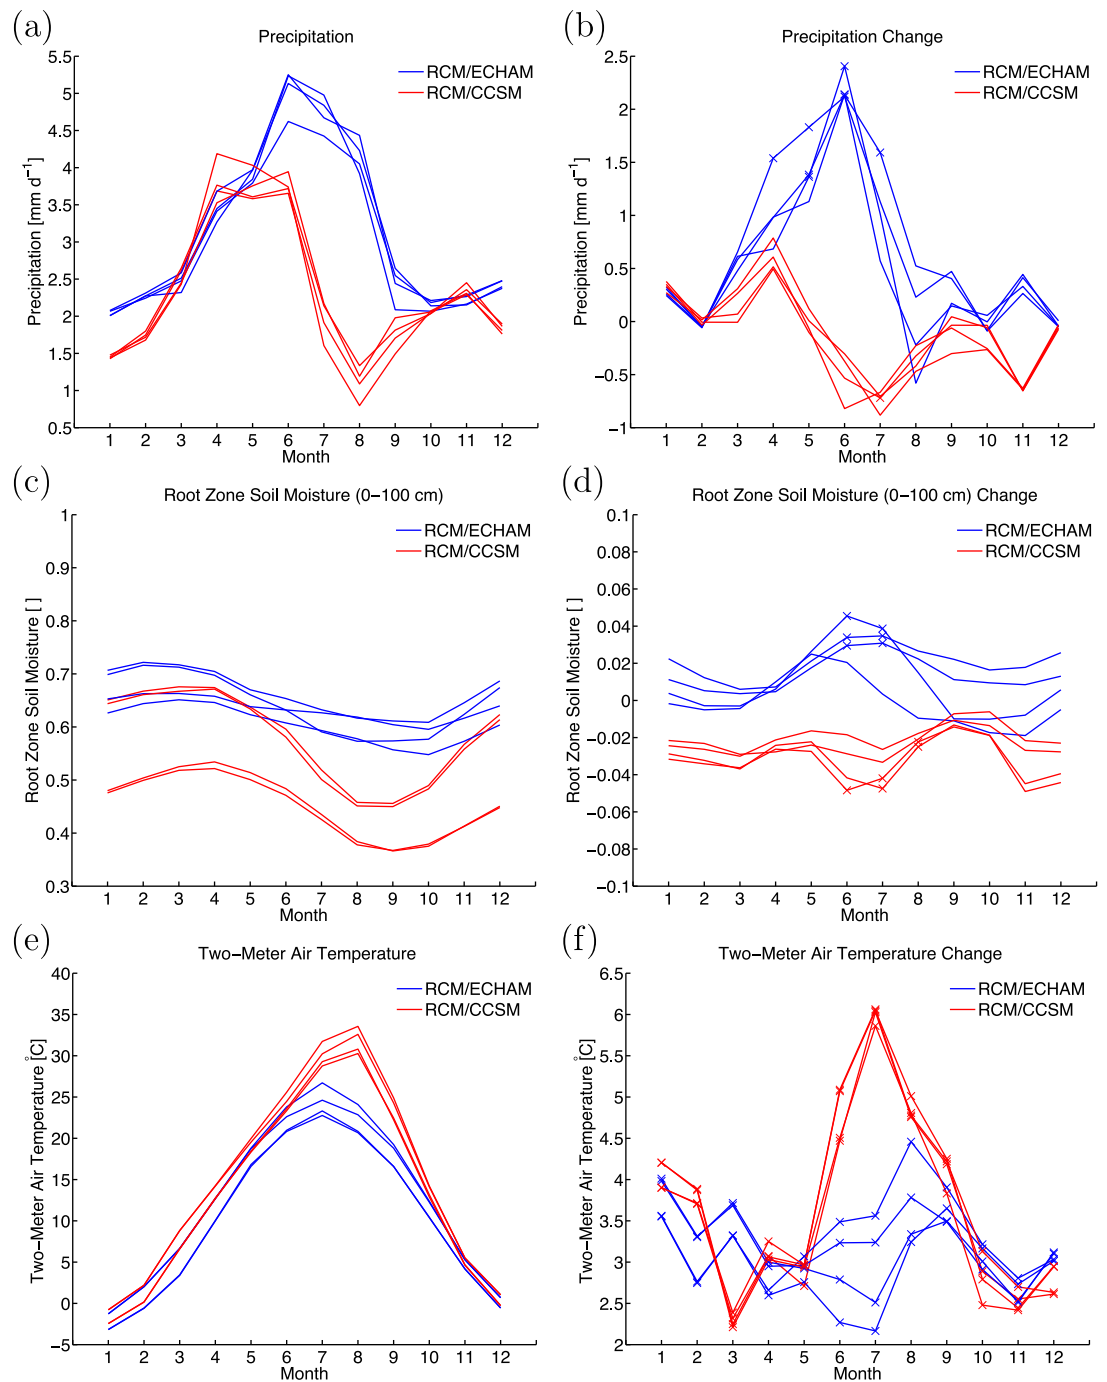 (a)
Precipitation
RCM/ECHAM
RCM/CCSM
Precipitation [mm d⁻¹]
5.5
5
4.5
4
3.5
3
2.5
2
1.5
1
0.5
1 2 3 4 5 6 7 8 9 10 11 12
Month
(b)
Precipitation Change
RCM/ECHAM
RCM/CCSM
Precipitation [mm d⁻¹]
2.5
2
1.5
1
0.5
0
−0.5
−1
1 2 3 4 5 6 7 8 9 10 11 12
Month
(c)
Root Zone Soil Moisture (0−100 cm)
RCM/ECHAM
RCM/CCSM
Root Zone Soil Moisture [ ]
1
0.9
0.8
0.7
0.6
0.5
0.4
0.3
1 2 3 4 5 6 7 8 9 10 11 12
Month
(d)
Root Zone Soil Moisture (0−100 cm) Change
RCM/ECHAM
RCM/CCSM
Root Zone Soil Moisture [ ]
0.1
0.08
0.06
0.04
0.02
0
−0.02
−0.04
−0.06
−0.08
−0.1
1 2 3 4 5 6 7 8 9 10 11 12
Month
(e)
Two−Meter Air Temperature
RCM/ECHAM
RCM/CCSM
Two−Meter Air Temperature [°C]
40
35
30
25
20
15
10
5
0
−5
1 2 3 4 5 6 7 8 9 10 11 12
Month
(f)
Two−Meter Air Temperature Change
RCM/ECHAM
RCM/CCSM
Two−Meter Air Temperature [°C]
6.5
6
5.5
5
4.5
4
3.5
3
2.5
2
1 2 3 4 5 6 7 8 9 10 11 12
Month